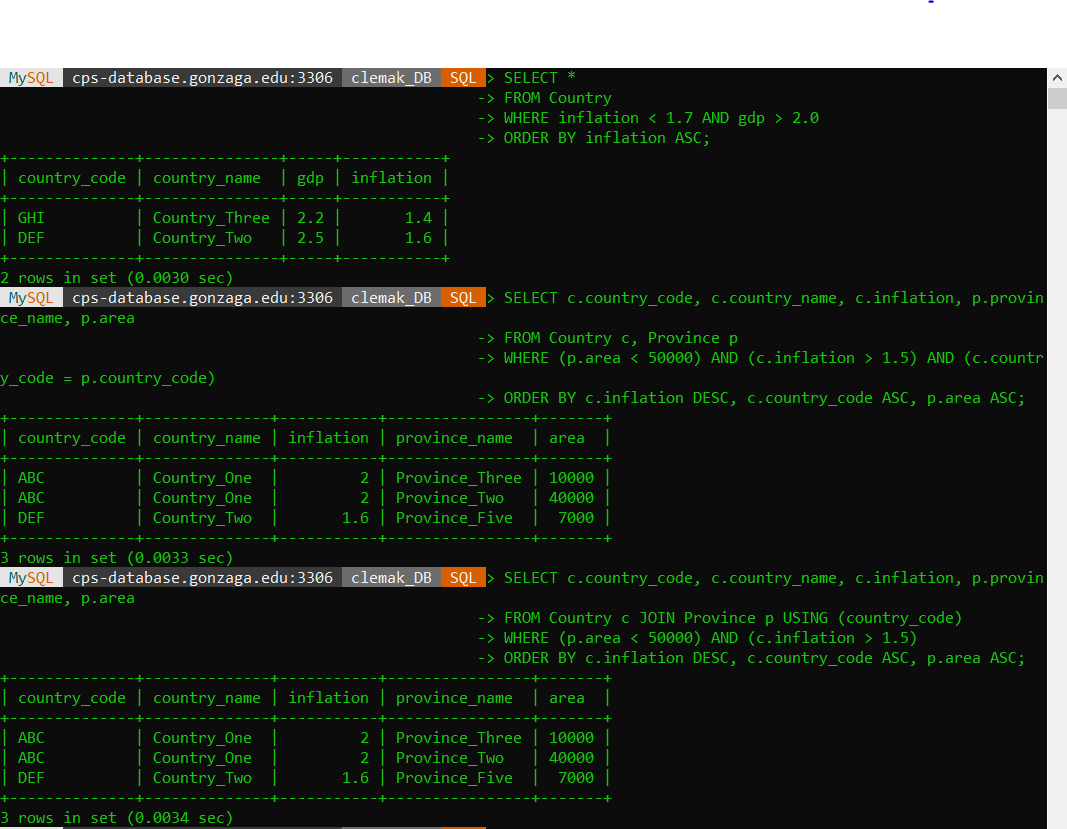 MySQL cps-database.gonzaga.edu:3306 clemak_DB SQL > SELECT *
-> FROM Country
-> WHERE inflation < 1.7 AND gdp > 2.0
-> ORDER BY inflation ASC;
+--------------+---------------+-----+-----------+
| country_code | country_name  | gdp | inflation |
+--------------+---------------+-----+-----------+
| GHI          | Country_Three | 2.2 |       1.4 |
| DEF          | Country_Two   | 2.5 |       1.6 |
+--------------+---------------+-----+-----------+
2 rows in set (0.0030 sec)
MySQL cps-database.gonzaga.edu:3306 clemak_DB SQL > SELECT c.country_code, c.country_name, c.inflation, p.provin
ce_name, p.area
-> FROM Country c, Province p
-> WHERE (p.area < 50000) AND (c.inflation > 1.5) AND (c.countr
y_code = p.country_code)
-> ORDER BY c.inflation DESC, c.country_code ASC, p.area ASC;
+--------------+--------------+-----------+----------------+-------+
| country_code | country_name | inflation | province_name  | area  |
+--------------+--------------+-----------+----------------+-------+
| ABC          | Country_One  |         2 | Province_Three | 10000 |
| ABC          | Country_One  |         2 | Province_Two   | 40000 |
| DEF          | Country_Two  |       1.6 | Province_Five  |  7000 |
+--------------+--------------+-----------+----------------+-------+
3 rows in set (0.0033 sec)
MySQL cps-database.gonzaga.edu:3306 clemak_DB SQL > SELECT c.country_code, c.country_name, c.inflation, p.provin
ce_name, p.area
-> FROM Country c JOIN Province p USING (country_code)
-> WHERE (p.area < 50000) AND (c.inflation > 1.5)
-> ORDER BY c.inflation DESC, c.country_code ASC, p.area ASC;
+--------------+--------------+-----------+----------------+-------+
| country_code | country_name | inflation | province_name  | area  |
+--------------+--------------+-----------+----------------+-------+
| ABC          | Country_One  |         2 | Province_Three | 10000 |
| ABC          | Country_One  |         2 | Province_Two   | 40000 |
| DEF          | Country_Two  |       1.6 | Province_Five  |  7000 |
+--------------+--------------+-----------+----------------+-------+
3 rows in set (0.0034 sec)